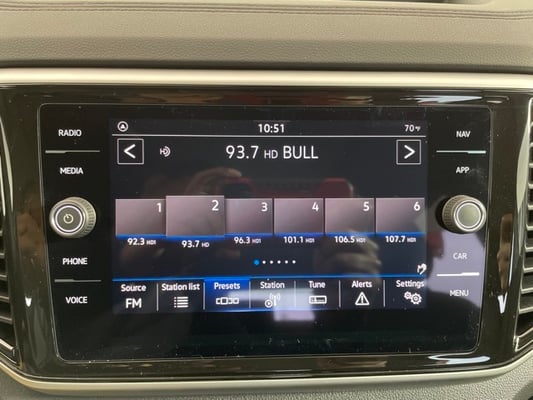 RADIO
MEDIA
PHONE
VOICE
10:51
70°F
93.7 HD BULL
1 2 3 4 5 6
92.3 HD1 93.7 HD 96.3 HD1 101.1 HD1 106.5 HD1 107.7 HD1
Source Station list Presets Station Tune Alerts Settings
FM
NAV
APP
CAR
MENU